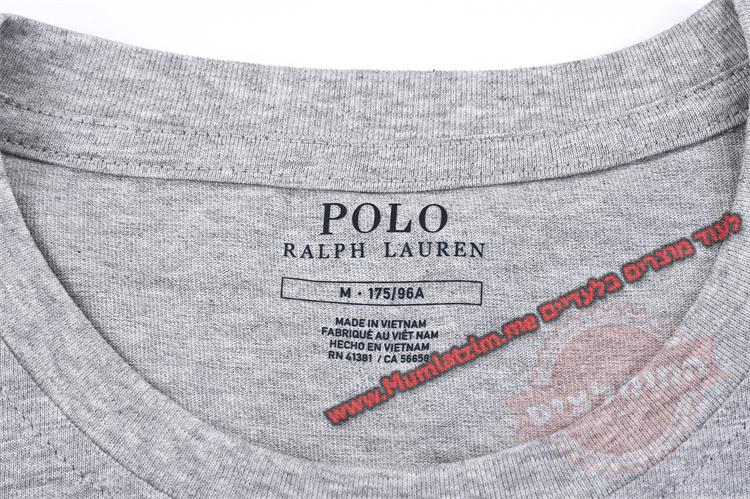 POLO
RALPH LAUREN
M · 175/96A
MADE IN VIETNAM
FABRIQUÉ AU VIÊT-NAM
HECHO EN VIETNAM
RN 41381 / CA 56658
לעוד מוצרים בלעדיים www.Mumlatzim.me
המומלצים